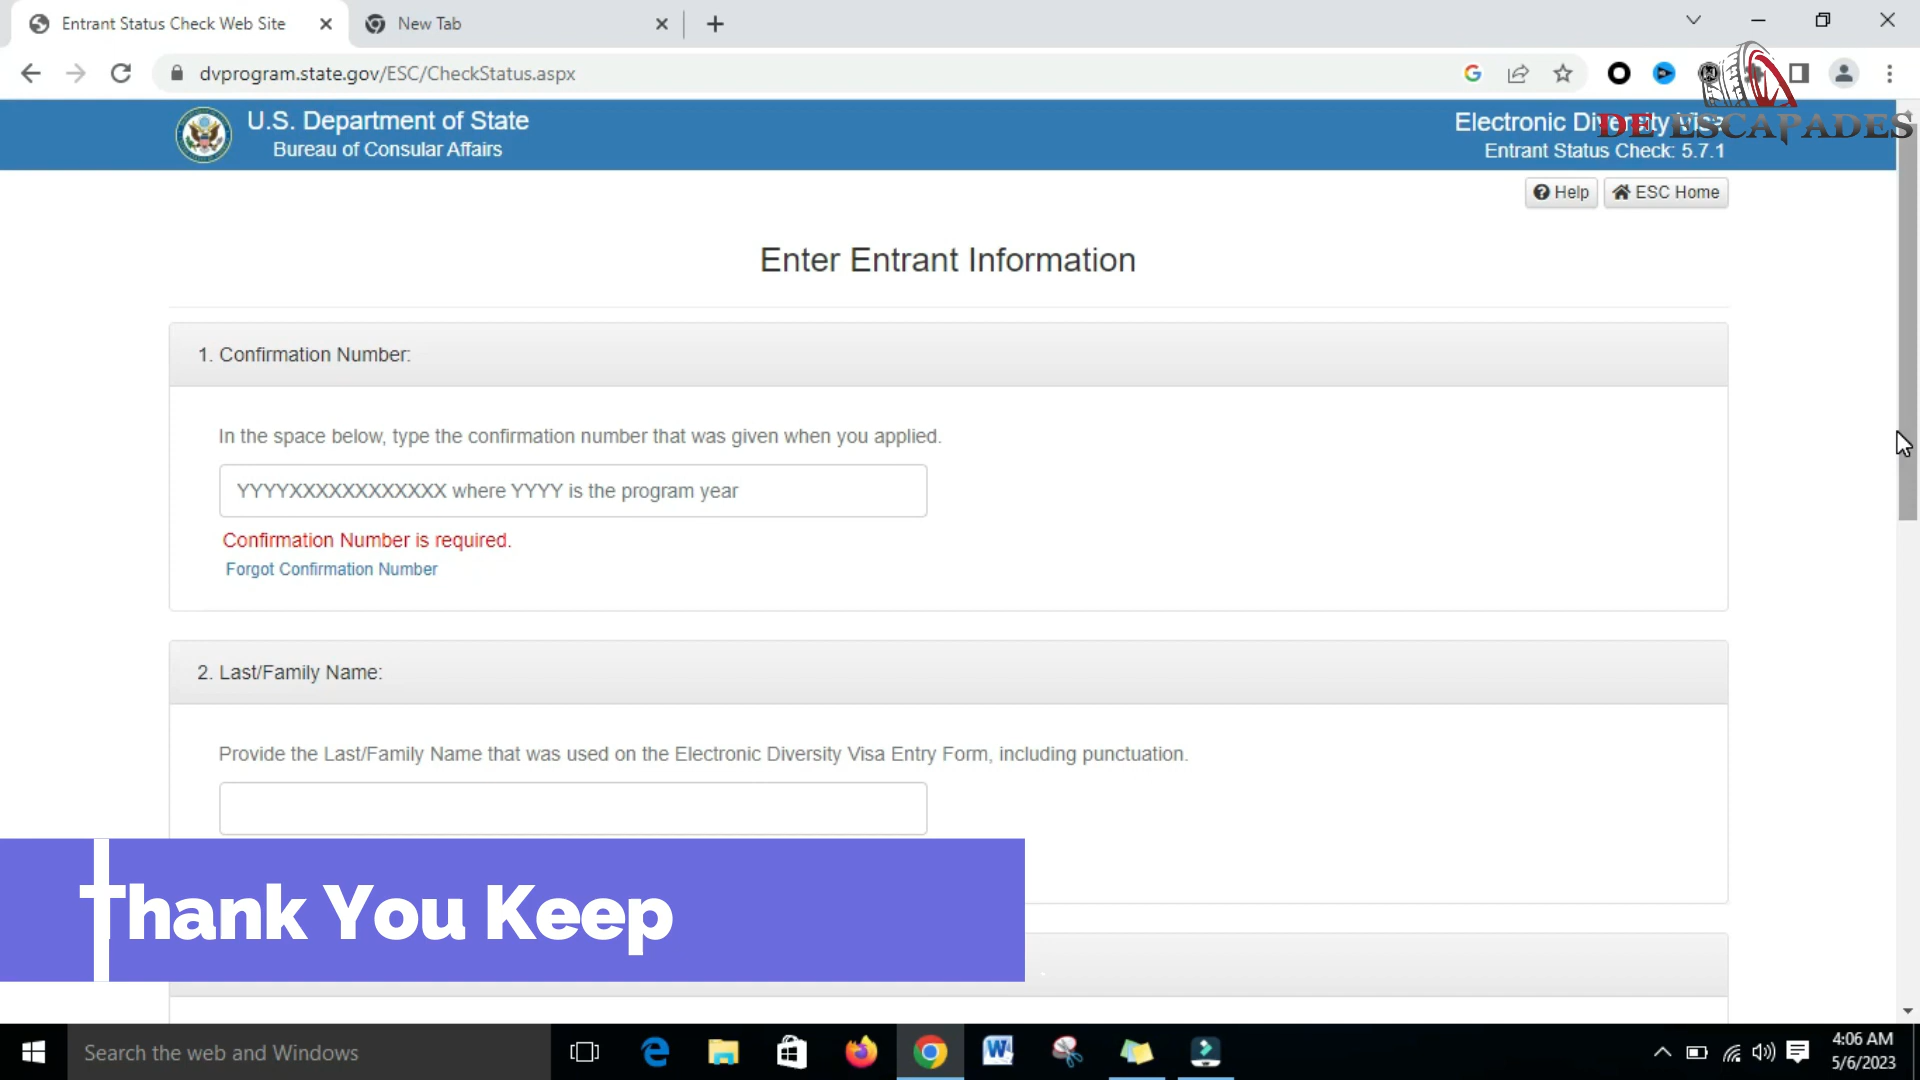 Entrant Status Check Web Site
New Tab
dvprogram.state.gov/ESC/CheckStatus.aspx
DE ESCAPADES
U.S. Department of State
Bureau of Consular Affairs
Electronic Diversity Visa
Entrant Status Check: 5.7.1
Help
ESC Home
Enter Entrant Information
1. Confirmation Number:
In the space below, type the confirmation number that was given when you applied.
YYYYXXXXXXXXXXXX where YYYY is the program year
Confirmation Number is required.
Forgot Confirmation Number
2. Last/Family Name:
Provide the Last/Family Name that was used on the Electronic Diversity Visa Entry Form, including punctuation.
Thank You Keep
Search the web and Windows
4:06 AM
5/6/2023